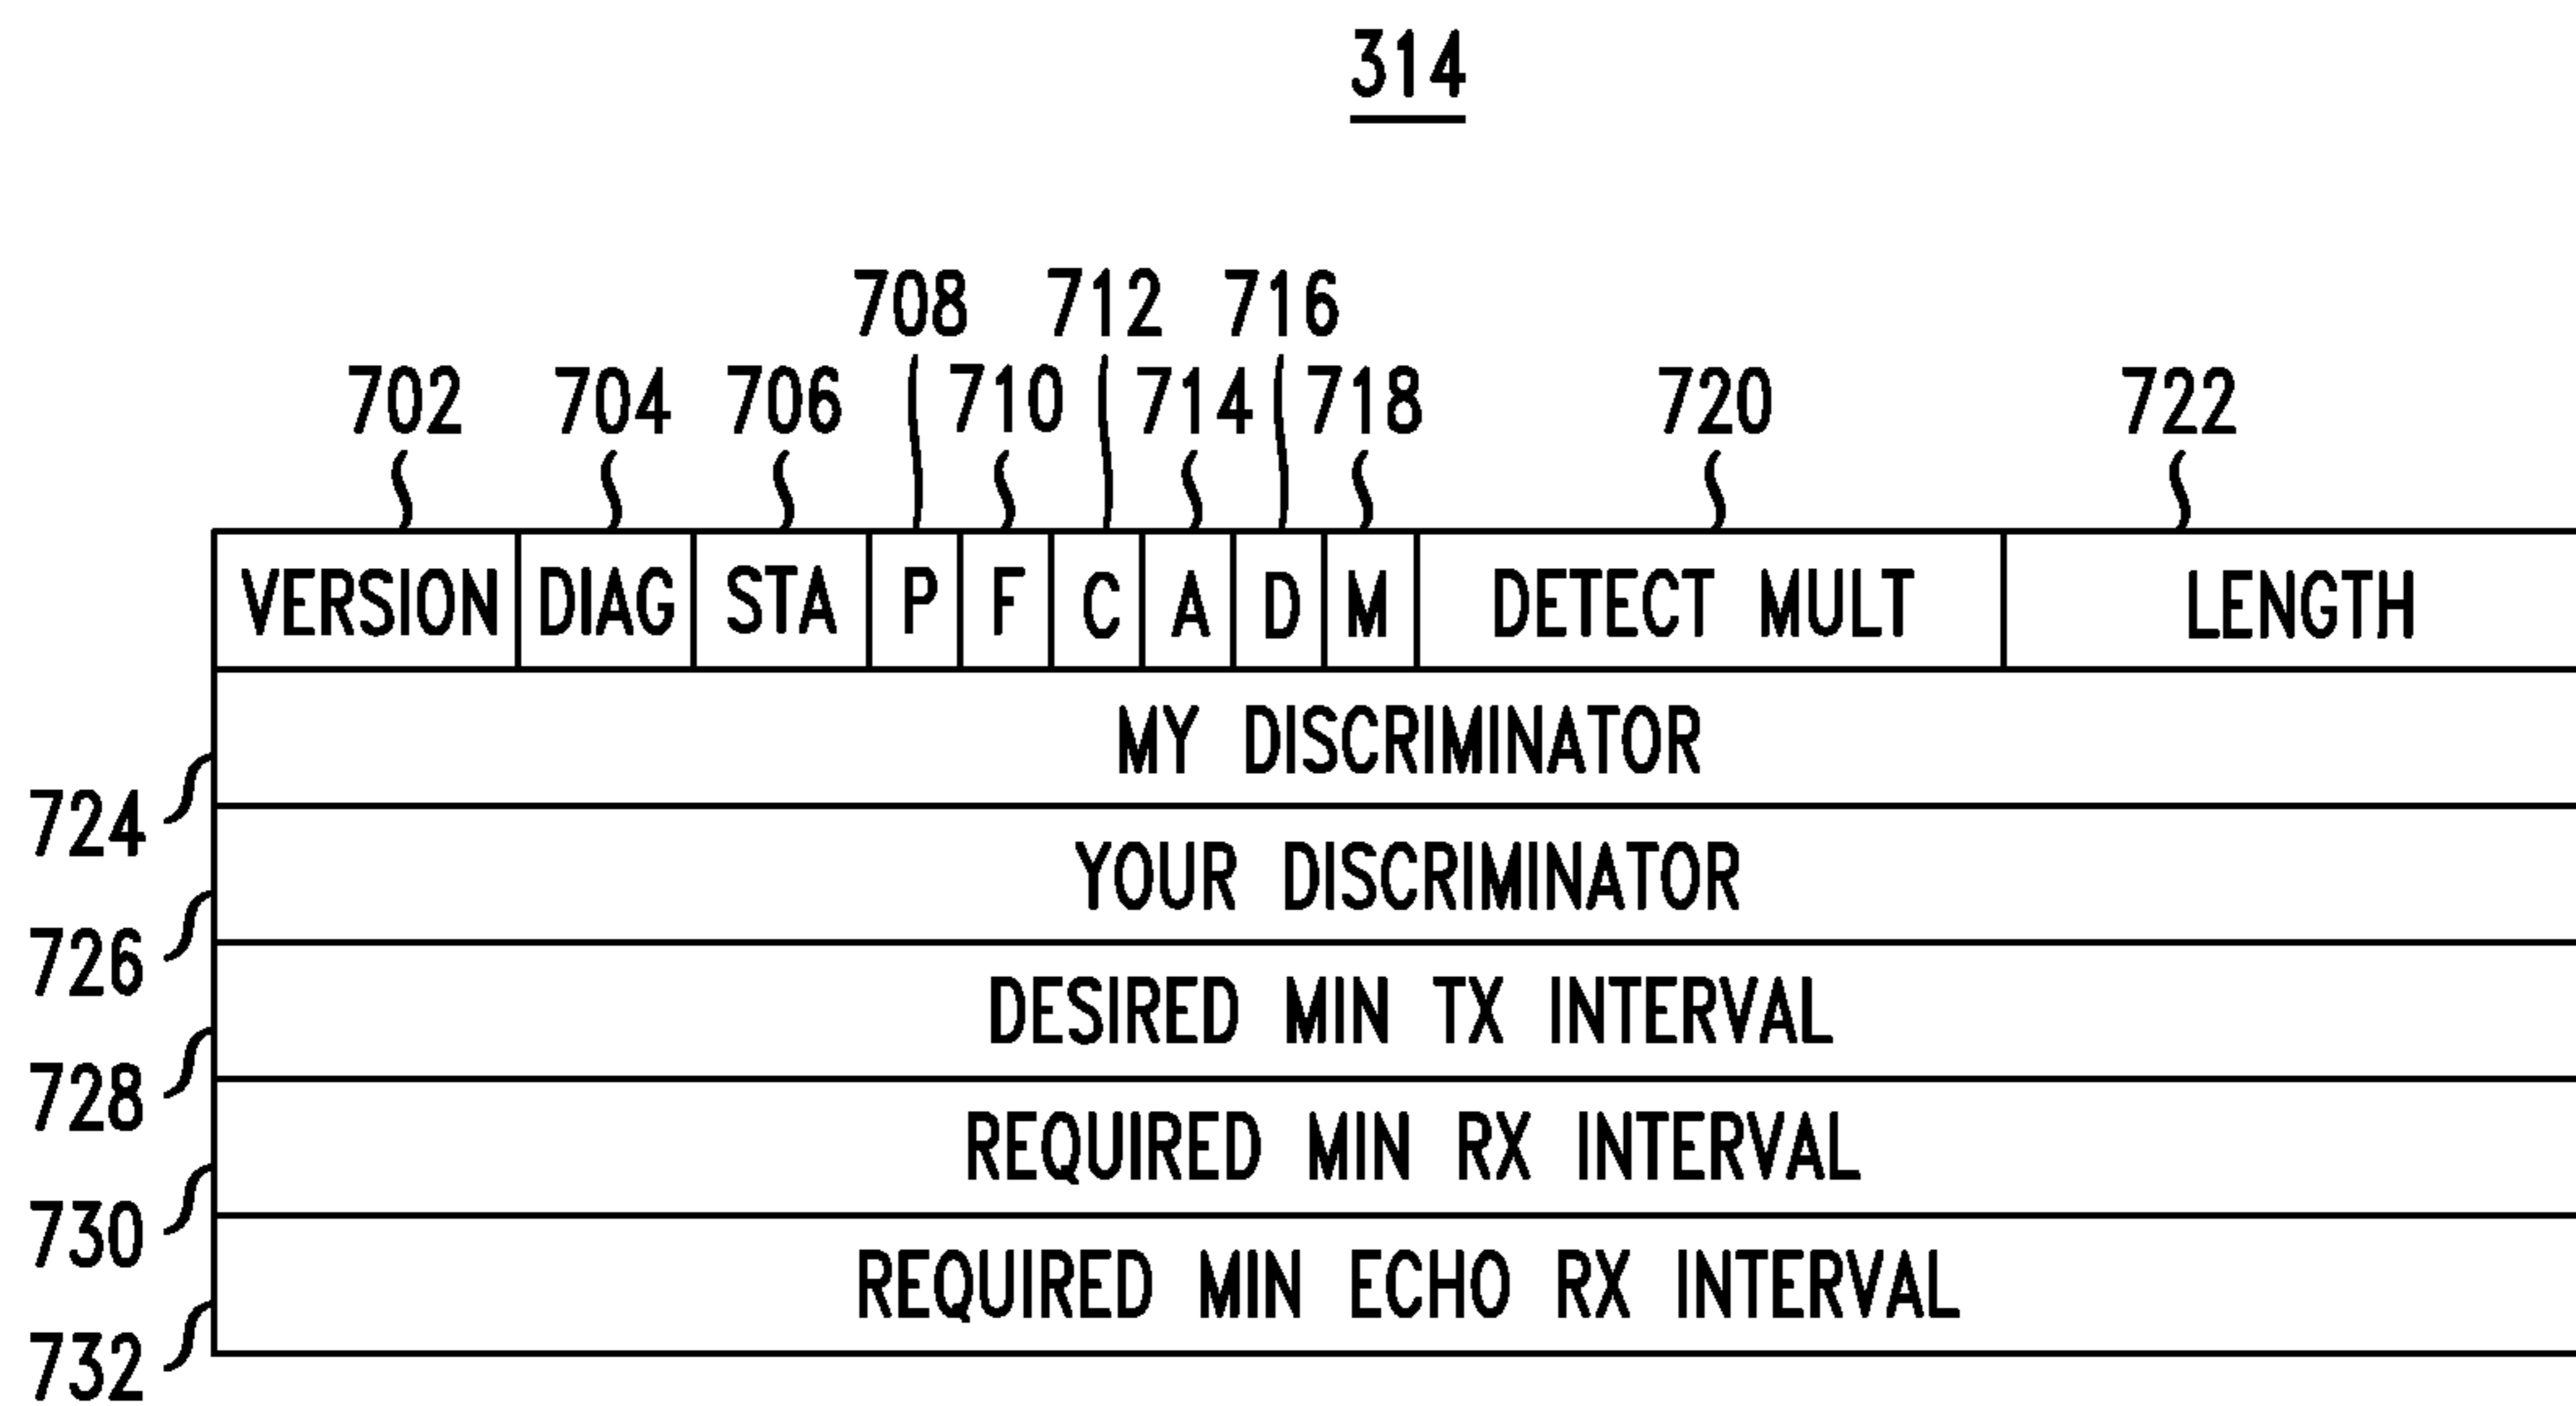 314
708 712 716
702 704 706 710 714 718 720 722
VERSION DIAG STA P F C A D M DETECT MULT LENGTH
MY DISCRIMINATOR
724
YOUR DISCRIMINATOR
726
DESIRED MIN TX INTERVAL
728
REQUIRED MIN RX INTERVAL
730
REQUIRED MIN ECHO RX INTERVAL
732